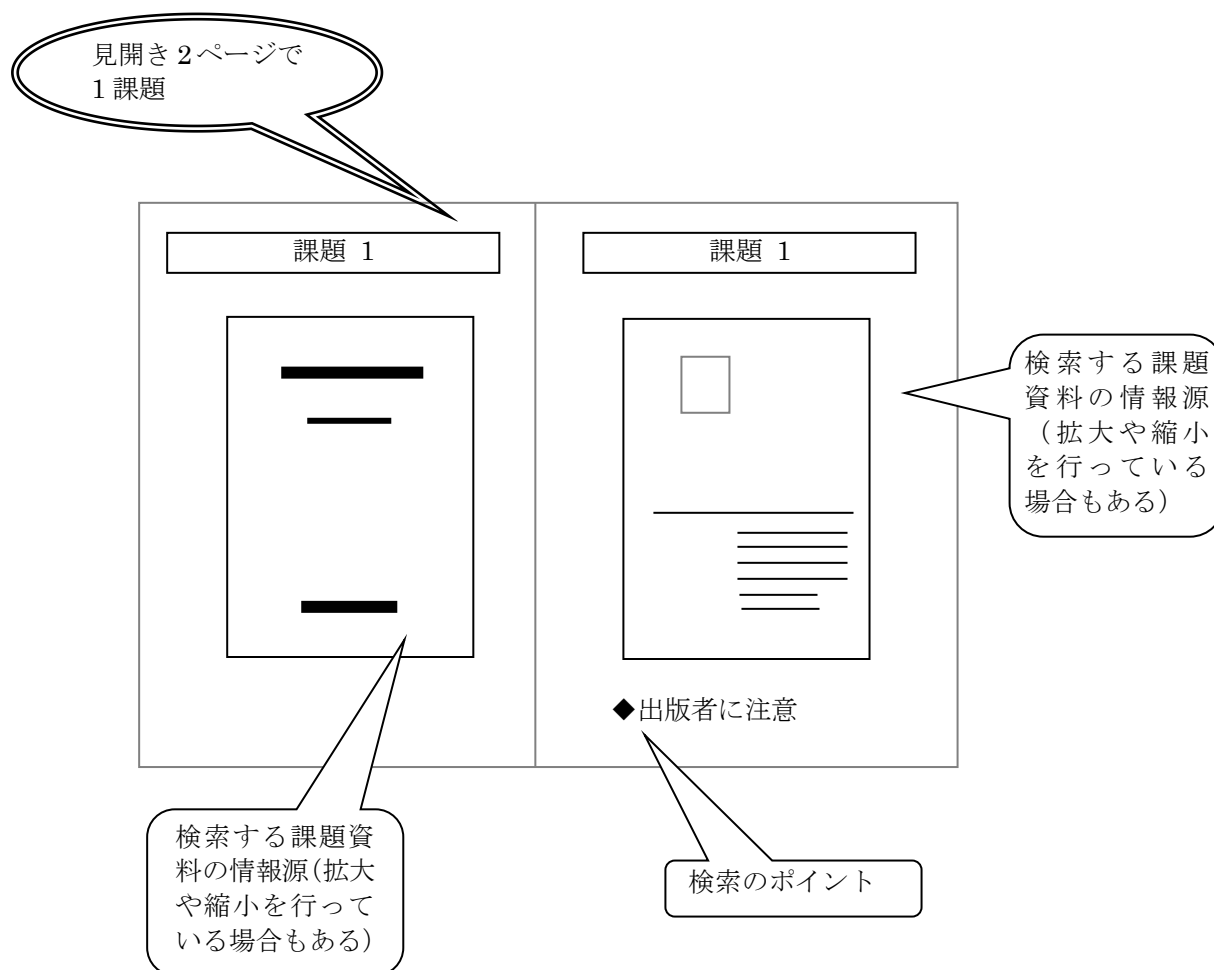 見開き2ページで
1課題
課題 1
課題 1
検索する課題
資料の情報源
(拡大や縮小
を行っている
場合もある)
◆出版者に注意
検索する課題資
料の情報源(拡大
や縮小を行って
いる場合もある)
検索のポイント